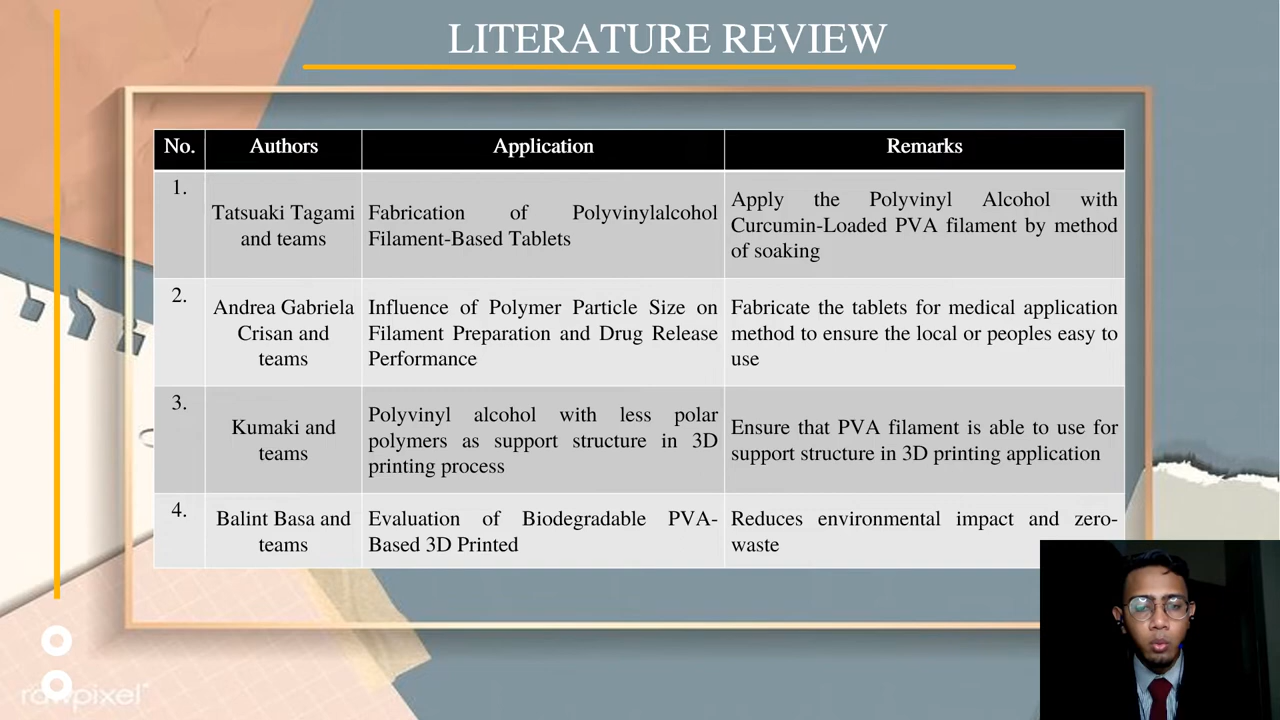 LITERATURE REVIEW
No. Authors Application Remarks
1.
Tatsuaki Tagami
and teams
Fabrication of Polyvinylalcohol
Filament-Based Tablets
Apply the Polyvinyl Alcohol with
Curcumin-Loaded PVA filament by method
of soaking
2.
Andrea Gabriela
Crisan and
teams
Influence of Polymer Particle Size on
Filament Preparation and Drug Release
Performance
Fabricate the tablets for medical application
method to ensure the local or peoples easy to
use
3.
Kumaki and
teams
Polyvinyl alcohol with less polar
polymers as support structure in 3D
printing process
Ensure that PVA filament is able to use for
support structure in 3D printing application
4.
Balint Basa and
teams
Evaluation of Biodegradable PVA-
Based 3D Printed
Reduces environmental impact and zero-
waste
rawpixel